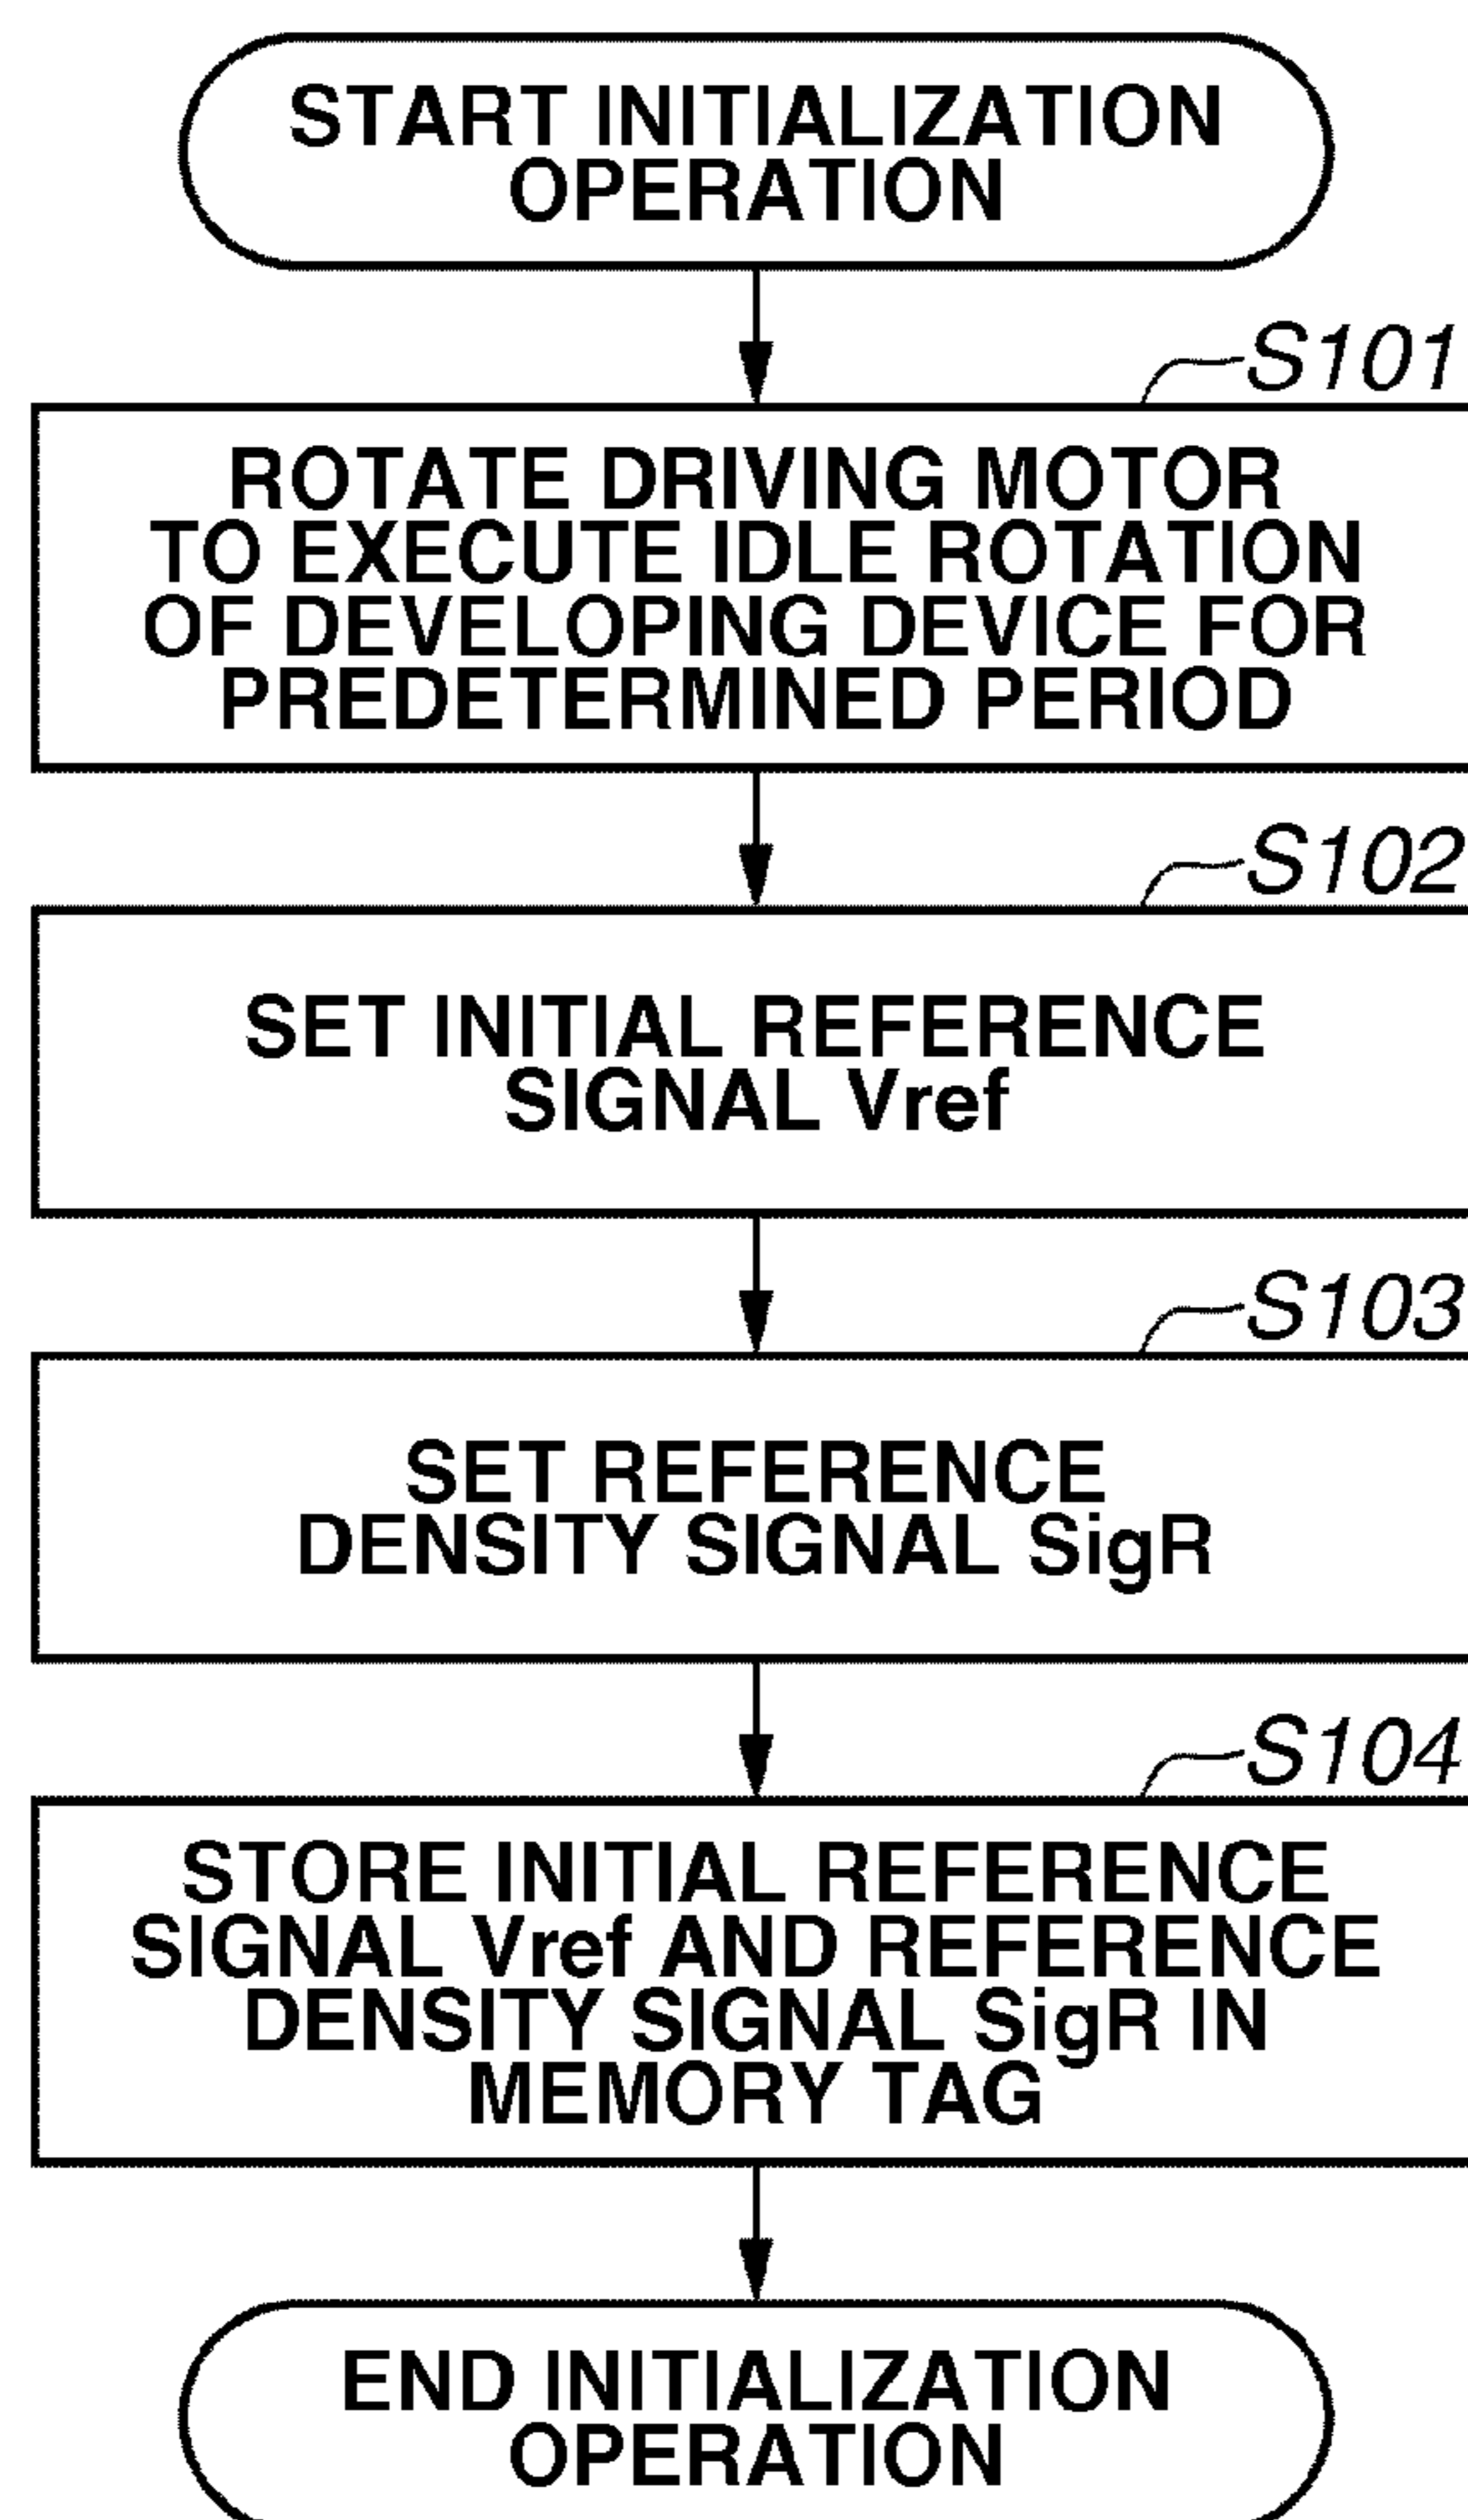 START INITIALIZATION
OPERATION
S101
ROTATE DRIVING MOTOR
TO EXECUTE IDLE ROTATION
OF DEVELOPING DEVICE FOR
PREDETERMINED PERIOD
S102
SET INITIAL REFERENCE
SIGNAL Vref
S103
SET REFERENCE
DENSITY SIGNAL SigR
S104
STORE INITIAL REFERENCE
SIGNAL Vref AND REFERENCE
DENSITY SIGNAL SigR IN
MEMORY TAG
END INITIALIZATION
OPERATION